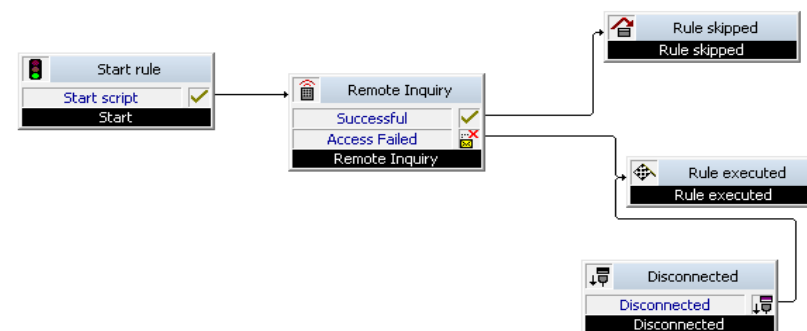 Rule skipped
Rule skipped
Start rule
Start script
Start
Remote Inquiry
Successful
Access Failed
Remote Inquiry
Rule executed
Rule executed
Disconnected
Disconnected
Disconnected